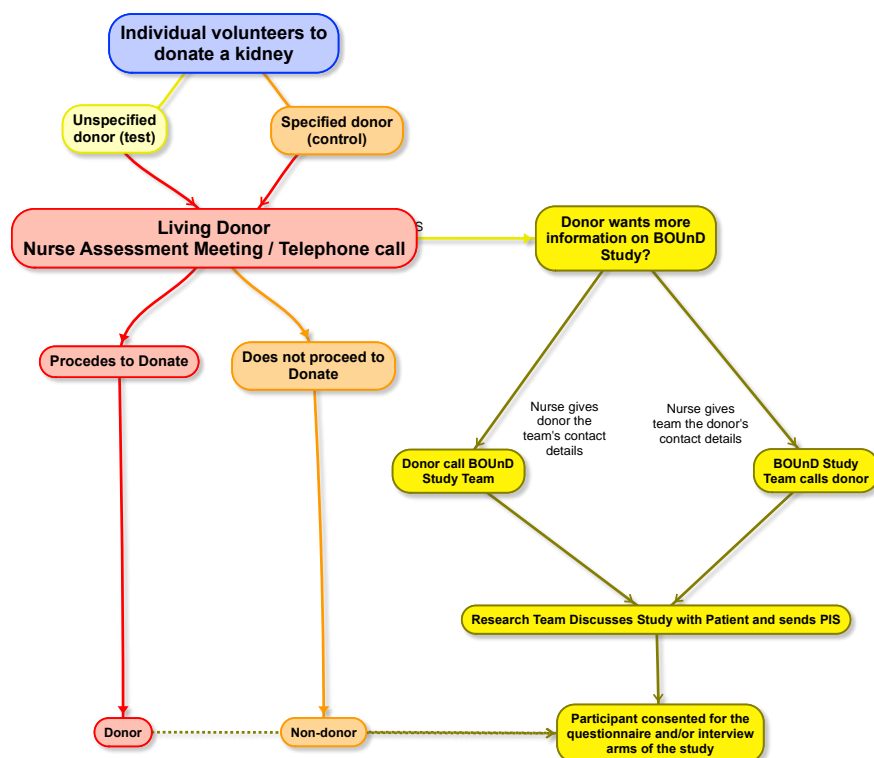 Individual volunteers to
donate a kidney
Unspecified
donor (test)
Specified donor
(control)
Living Donor
Nurse Assessment Meeting / Telephone call
s
Donor wants more
information on BOUnD
Study?
Procedes to Donate
Does not proceed to
Donate
Nurse gives
donor the
team's contact
details
Nurse gives
team the donor's
contact details
Donor call BOUnD
Study Team
BOUnD Study
Team calls donor
Research Team Discusses Study with Patient and sends PIS
Donor
Non-donor
Participant consented for the
questionnaire and/or interview
arms of the study